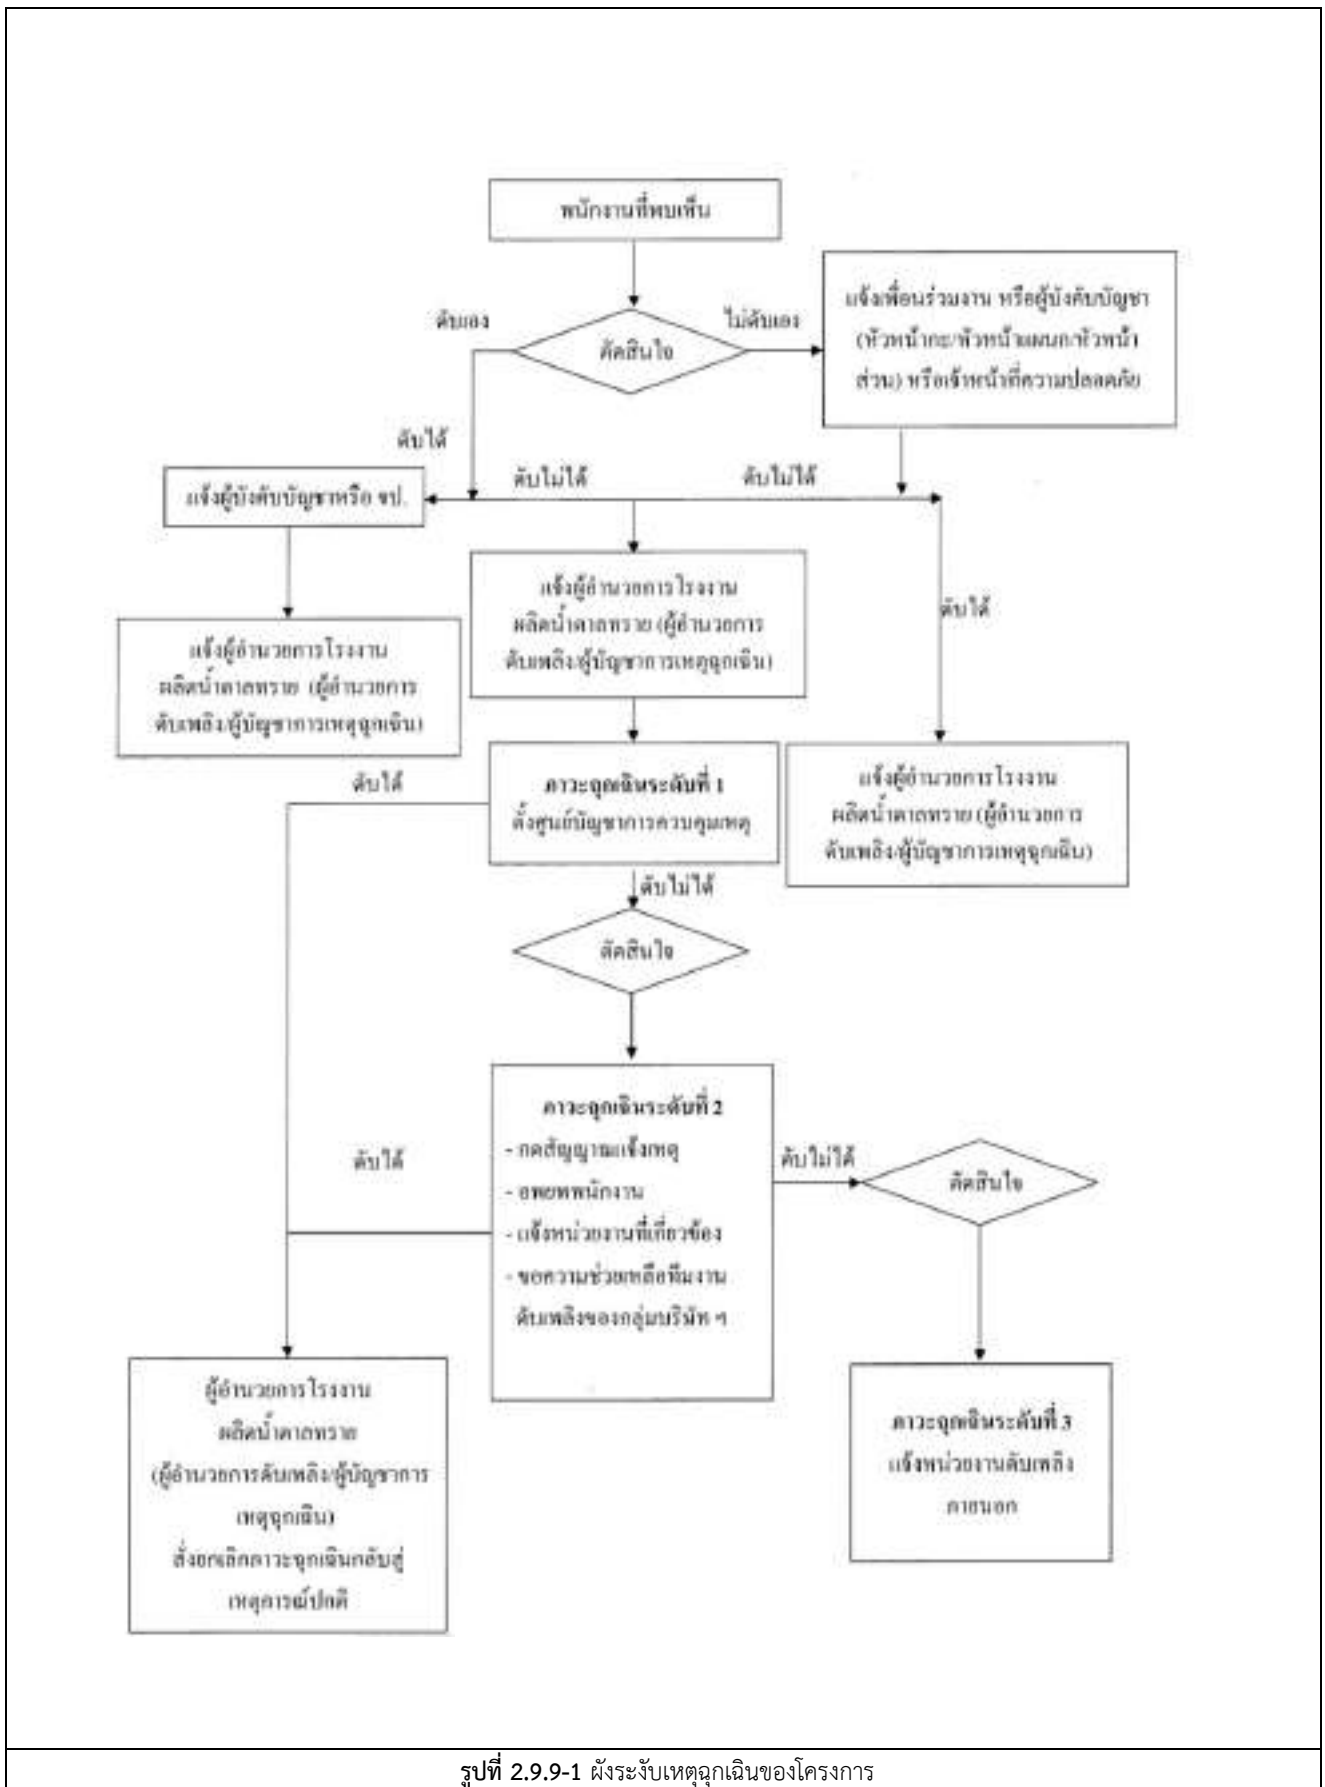 พนักงานที่พบเห็น
แจ้งเพื่อนร่วมงาน หรือผู้บังคับบัญชา
(หัวหน้ากะ/หัวหน้าแผนก/หัวหน้า
ส่วน) หรือเจ้าหน้าที่ความปลอดภัย
ดับเอง
ไม่ดับเอง
ตัดสินใจ
ดับได้
ดับไม่ได้
ดับไม่ได้
แจ้งผู้บังคับบัญชาหรือ จป.
แจ้งผู้อำนวยการโรงงาน
ผลิตน้ำตาลทราย (ผู้อำนวยการ
ดับเพลิง/ผู้บัญชาการเหตุฉุกเฉิน)
ดับได้
แจ้งผู้อำนวยการโรงงาน
ผลิตน้ำตาลทราย (ผู้อำนวยการ
ดับเพลิง/ผู้บัญชาการเหตุฉุกเฉิน)
ดับได้
ภาวะฉุกเฉินระดับที่ 1
ตั้งศูนย์บัญชาการควบคุมเหตุ
แจ้งผู้อำนวยการโรงงาน
ผลิตน้ำตาลทราย (ผู้อำนวยการ
ดับเพลิง/ผู้บัญชาการเหตุฉุกเฉิน)
ดับไม่ได้
ตัดสินใจ
ภาวะฉุกเฉินระดับที่ 2
- กดสัญญาณแจ้งเหตุ
- อพยพพนักงาน
- แจ้งหน่วยงานที่เกี่ยวข้อง
- ขอความช่วยเหลือทีมงาน
ดับเพลิงของกลุ่มบริษัท ฯ
ดับได้
ดับไม่ได้
ตัดสินใจ
ผู้อำนวยการโรงงาน
ผลิตน้ำตาลทราย
(ผู้อำนวยการดับเพลิง/ผู้บัญชาการ
เหตุฉุกเฉิน)
สั่งยกเลิกภาวะฉุกเฉินกลับสู่
เหตุการณ์ปกติ
ภาวะฉุกเฉินระดับที่ 3
แจ้งหน่วยงานดับเพลิง
ภายนอก
รูปที่ 2.9.9-1 ผังระงับเหตุฉุกเฉินของโครงการ